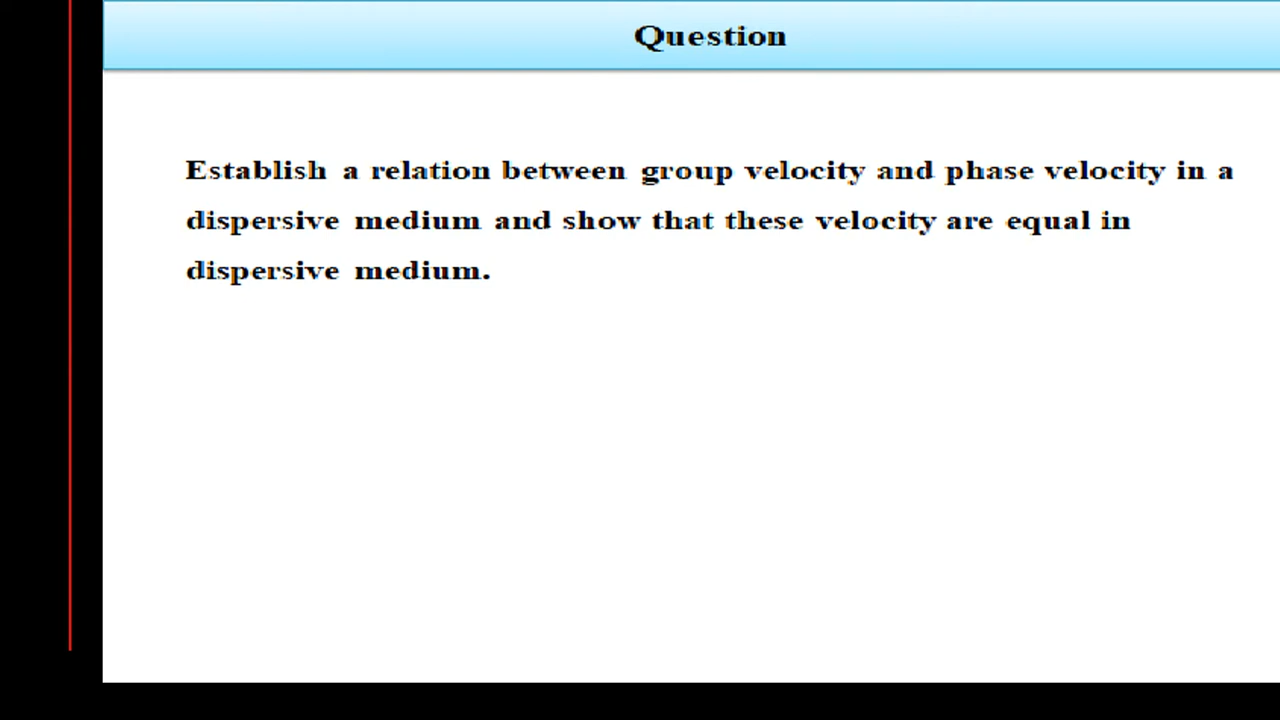 Question
Establish a relation between group velocity and phase velocity in a
dispersive medium and show that these velocity are equal in
dispersive medium.